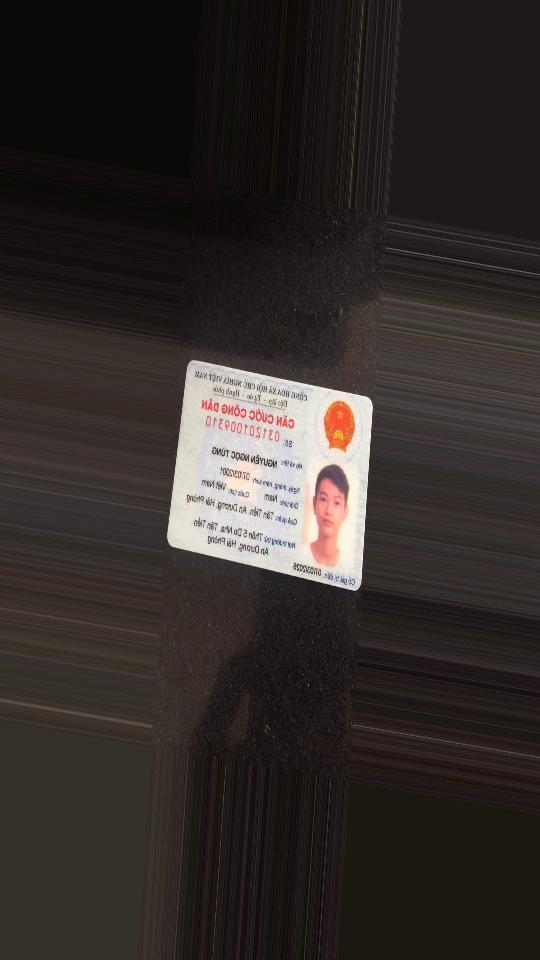 CỘNG HÒA XÃ HỘI CHỦ NGHĨA VIỆT NAM
Độc lập - Tự do - Hạnh phúc
CĂN CƯỚC CÔNG DÂN
Số: 031201009310
Họ và tên: NGUYỄN NGỌC TÙNG
Ngày, tháng, năm sinh: 07/03/2001
Giới tính: Nam Quốc tịch: Việt Nam
Quê quán: Tân Tiến, An Dương, Hải Phòng
Nơi thường trú: Thôn 5 Do Nha, Tân Tiến
An Dương, Hải Phòng
Có giá trị đến: 07/03/2026